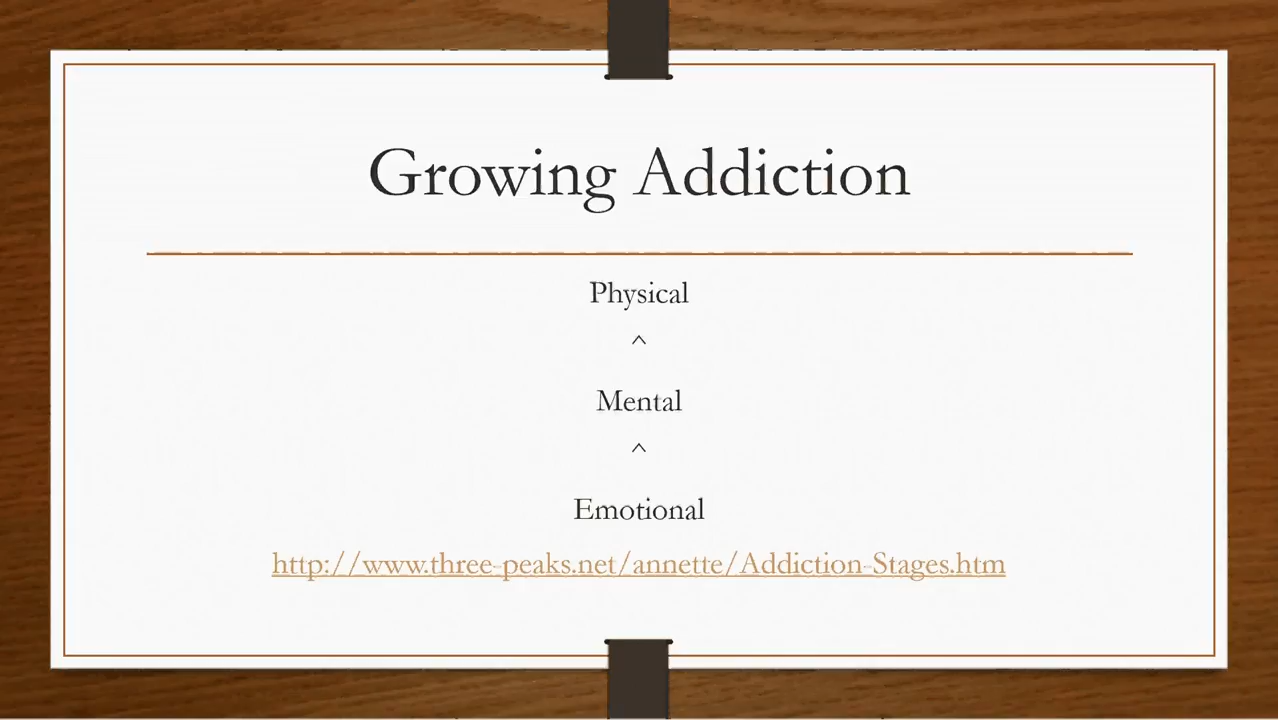 Growing Addiction
Physical
^
Mental
^
Emotional
http://www.three-peaks.net/annette/Addiction-Stages.htm